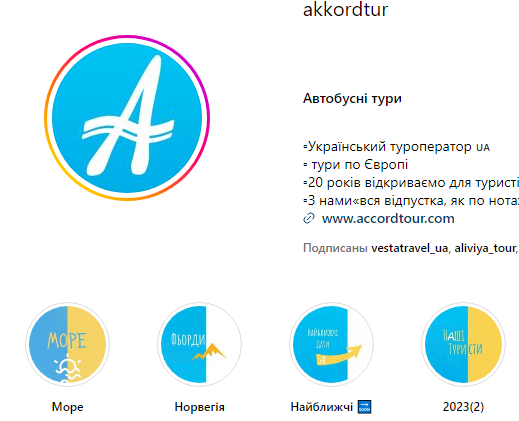 akkordtur
A
Автобусні тури
▫Український туроператор UA
▫ тури по Європі
▫20 років відкриваємо для туристі
▫З нами«вся відпустка, як по нота
www.accordtour.com
Подписаны vestatravel_ua, aliviya_tour,
МОРЕ
ФЬОРДИ
НАЙБЛИЖЧІ
ДАТИ
НАШІ
ТУРИСТИ
Море
Норвегія
Найближчі 🔜
2023(2)